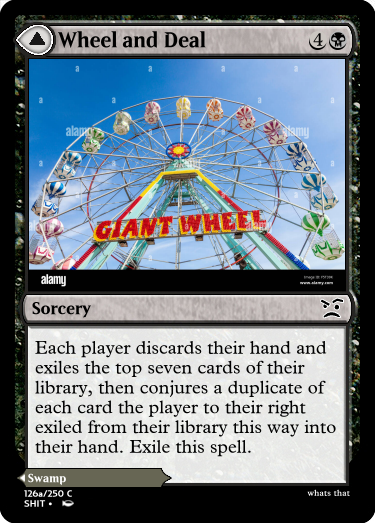 Wheel and Deal
4
a
a
a
a
a
alamy
alamy
alamy
GIANT WHEEL
alamy
www.alamy.com
Sorcery
Each player discards their hand and
exiles the top seven cards of their
library, then conjures a duplicate of
each card the player to their right
exiled from their library this way into
their hand. Exile this spell.
Swamp
126a/250 C
SHIT •
whats that